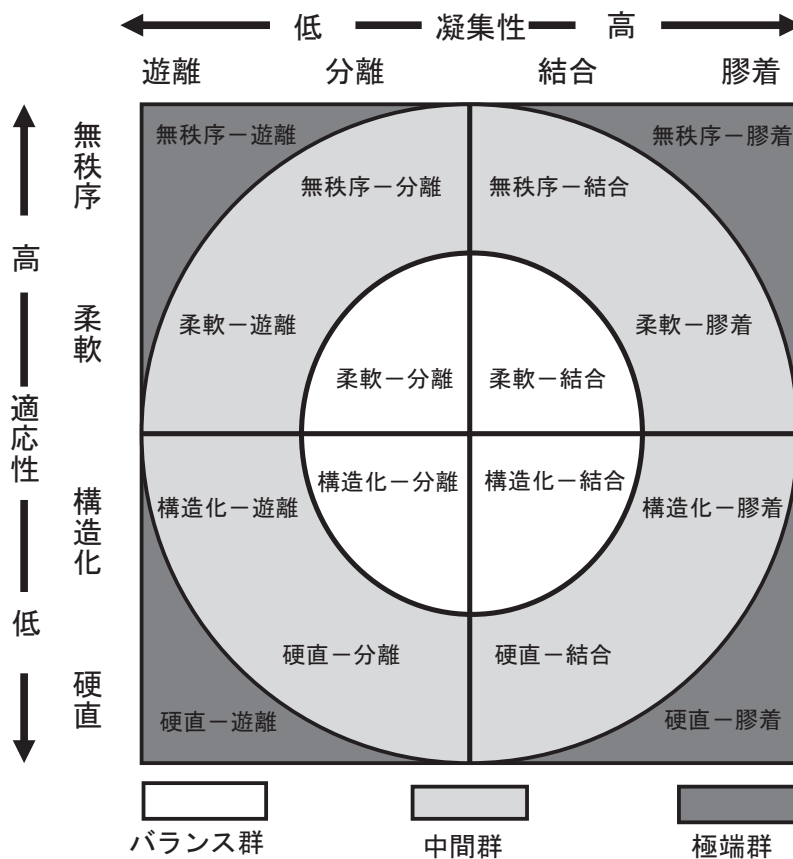 低 凝集性 高
遊離 分離 結合 膠着
高
適応性
低
無秩序
柔軟
構造化
硬直
無秩序－遊離 無秩序－膠着
無秩序－分離 無秩序－結合
柔軟－遊離 柔軟－膠着
柔軟－分離 柔軟－結合
構造化－分離 構造化－結合
構造化－遊離 構造化－膠着
硬直－分離 硬直－結合
硬直－遊離 硬直－膠着
バランス群 中間群 極端群